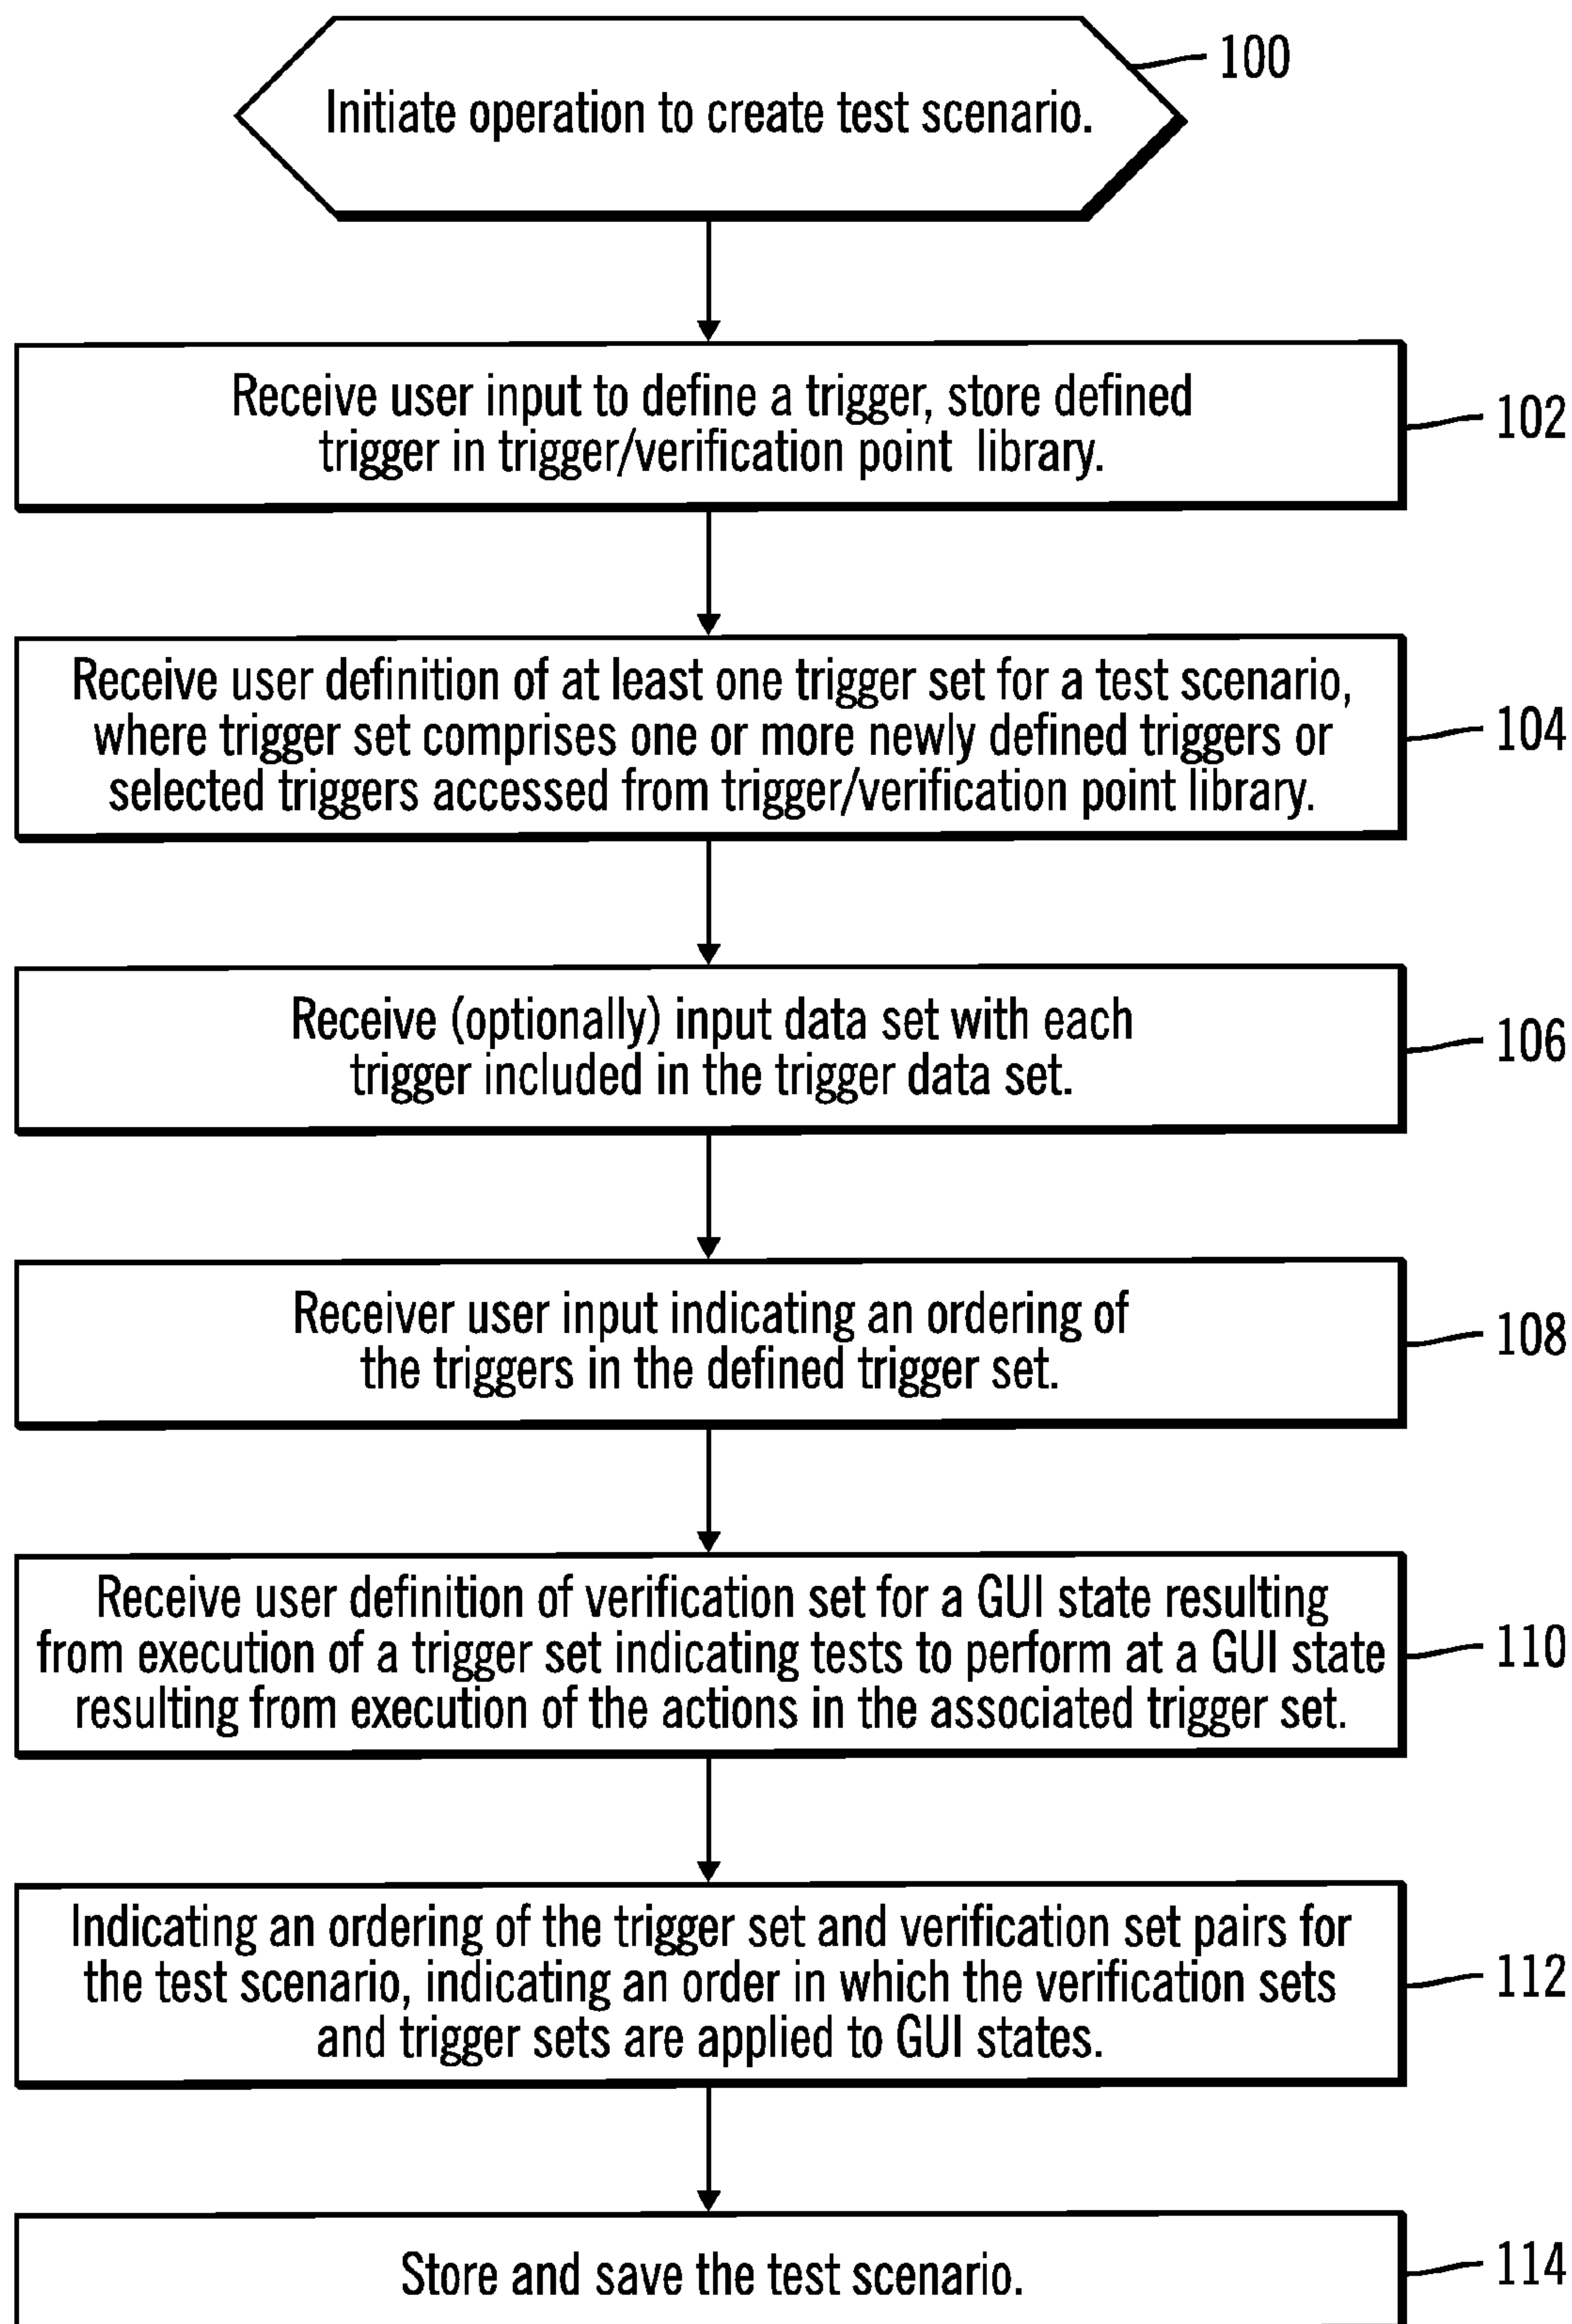 Initiate operation to create test scenario.
100
Receive user input to define a trigger, store defined
trigger in trigger/verification point library.
102
Receive user definition of at least one trigger set for a test scenario,
where trigger set comprises one or more newly defined triggers or
selected triggers accessed from trigger/verification point library.
104
Receive (optionally) input data set with each
trigger included in the trigger data set.
106
Receiver user input indicating an ordering of
the triggers in the defined trigger set.
108
Receive user definition of verification set for a GUI state resulting
from execution of a trigger set indicating tests to perform at a GUI state
resulting from execution of the actions in the associated trigger set.
110
Indicating an ordering of the trigger set and verification set pairs for
the test scenario, indicating an order in which the verification sets
and trigger sets are applied to GUI states.
112
Store and save the test scenario.
114